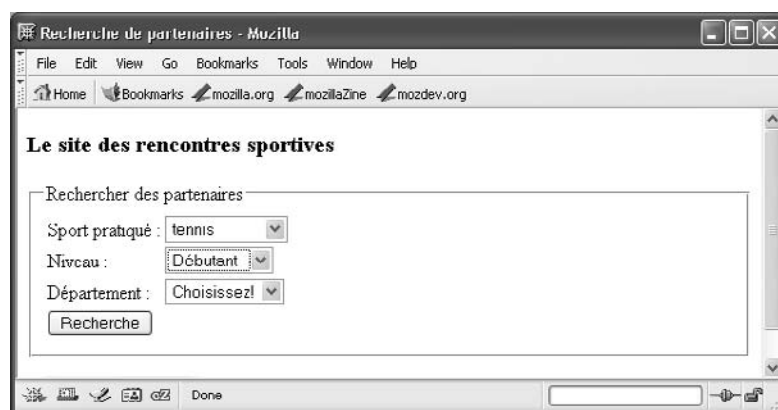 Recherche de partenaires - Mozilla
File Edit View Go Bookmarks Tools Window Help
Home Bookmarks mozilla.org mozillaZine mozdev.org
Le site des rencontres sportives
Rechercher des partenaires
Sport pratiqué : tennis
Niveau : Débutant
Département : Choisissez!
Recherche
Done